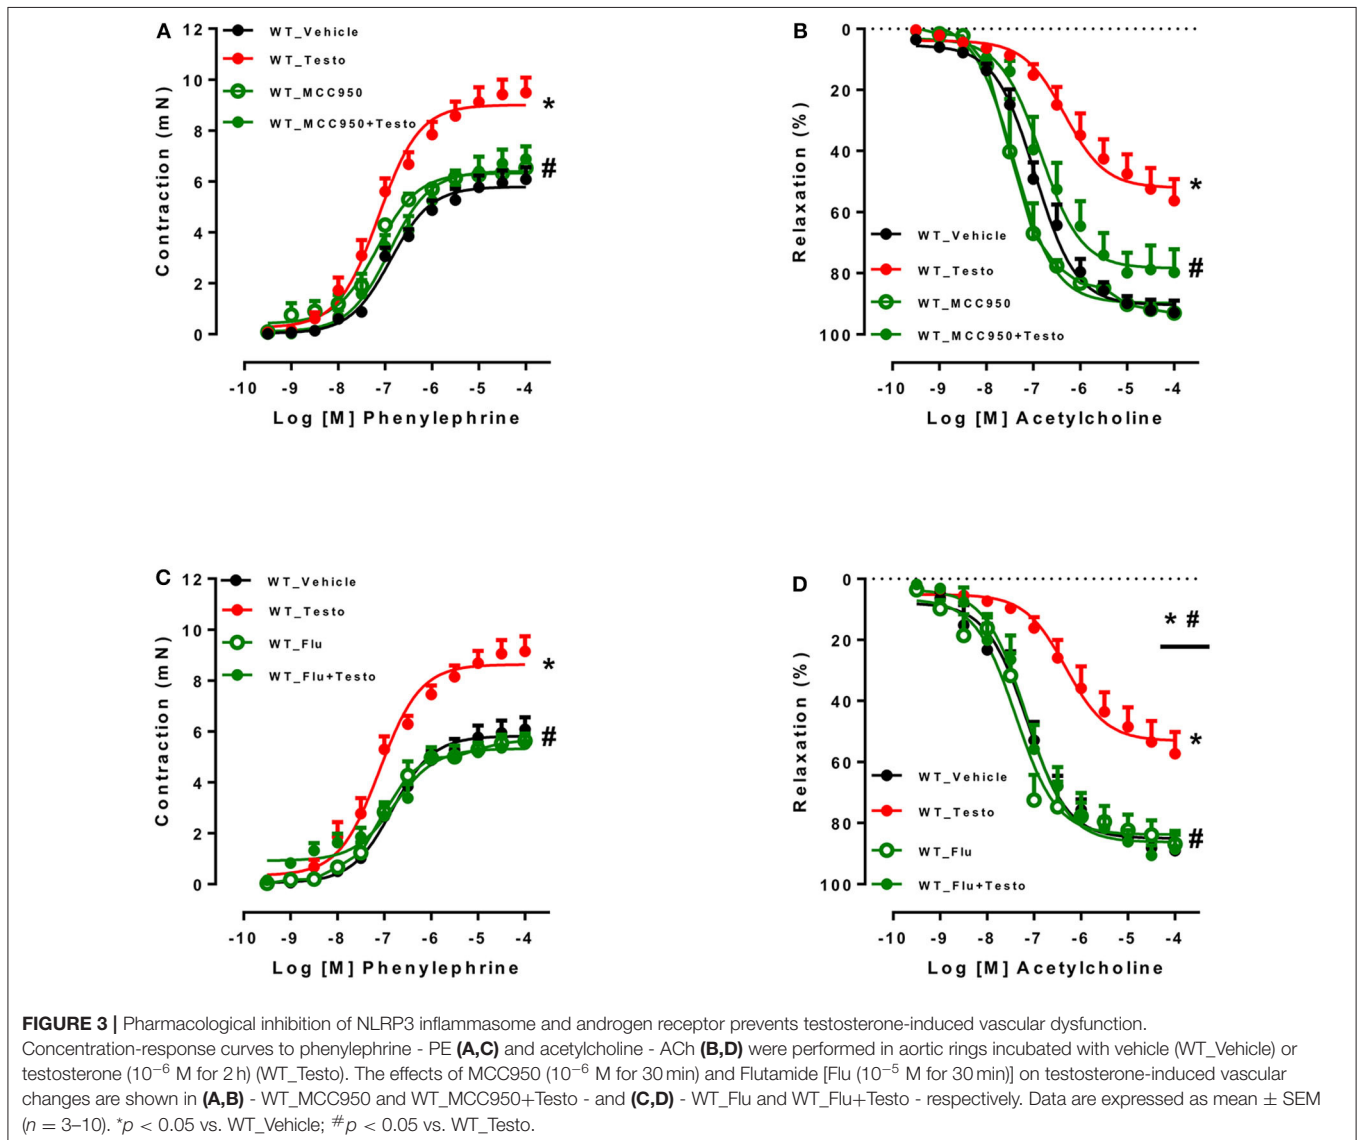 A
12
10
8
6
4
2
0
Contraction (mN)
WT_Vehicle
WT_Testo
WT_MCC950
WT_MCC950+Testo
*
#
-10 -9 -8 -7 -6 -5 -4
Log [M] Phenylephrine
B
0
20
40
60
80
100
Relaxation (%)
WT_Vehicle
WT_Testo
WT_MCC950
WT_MCC950+Testo
*
#
-10 -9 -8 -7 -6 -5 -4
Log [M] Acetylcholine
C
12
10
8
6
4
2
0
Contraction (mN)
WT_Vehicle
WT_Testo
WT_Flu
WT_Flu+Testo
*
#
-10 -9 -8 -7 -6 -5 -4
Log [M] Phenylephrine
D
0
20
40
60
80
100
Relaxation (%)
* #
*
#
WT_Vehicle
WT_Testo
WT_Flu
WT_Flu+Testo
-10 -9 -8 -7 -6 -5 -4
Log [M] Acetylcholine
FIGURE 3 | Pharmacological inhibition of NLRP3 inflammasome and androgen receptor prevents testosterone-induced vascular dysfunction.
Concentration-response curves to phenylephrine - PE (A,C) and acetylcholine - ACh (B,D) were performed in aortic rings incubated with vehicle (WT_Vehicle) or
testosterone (10⁻⁶ M for 2 h) (WT_Testo). The effects of MCC950 (10⁻⁶ M for 30 min) and Flutamide [Flu (10⁻⁵ M for 30 min)] on testosterone-induced vascular
changes are shown in (A,B) - WT_MCC950 and WT_MCC950+Testo - and (C,D) - WT_Flu and WT_Flu+Testo - respectively. Data are expressed as mean ± SEM
(n = 3–10). *p < 0.05 vs. WT_Vehicle; #p < 0.05 vs. WT_Testo.